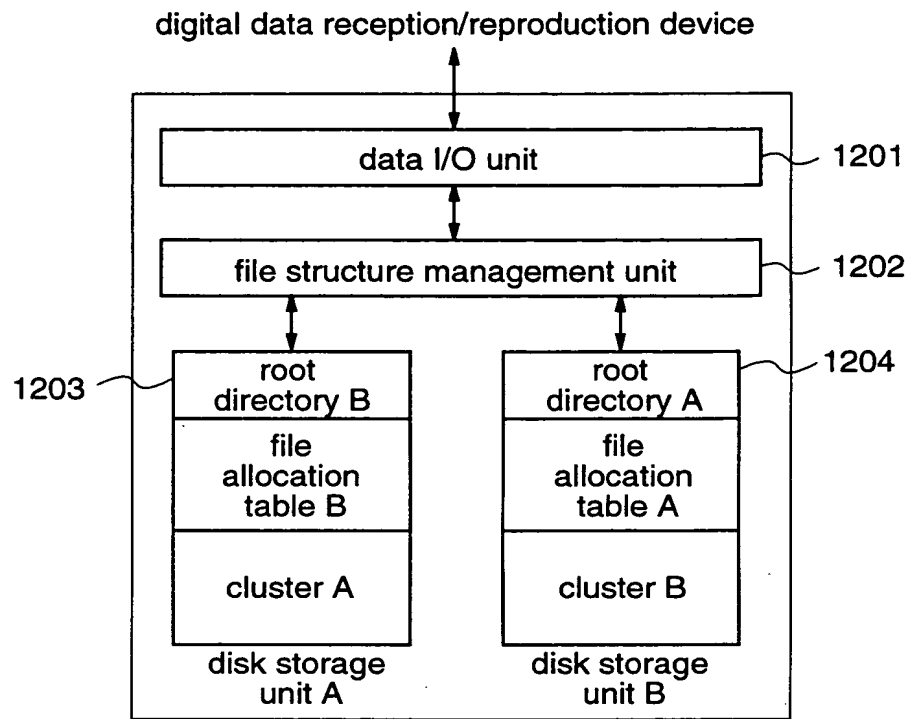 digital data reception/reproduction device
data I/O unit
1201
file structure management unit
1202
1203
root
directory B
file
allocation
table B
cluster A
disk storage
unit A
root
directory A
1204
file
allocation
table A
cluster B
disk storage
unit B